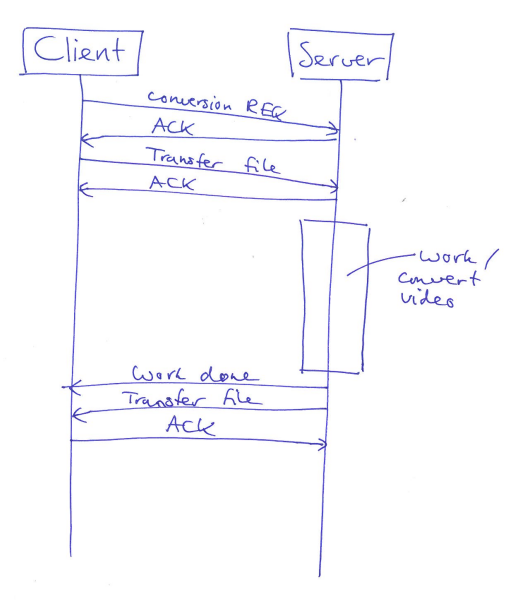 Client
Server
Conversion REQ
ACK
Transfer file
ACK
Work /
convert
video
Work done
Transfer file
ACK